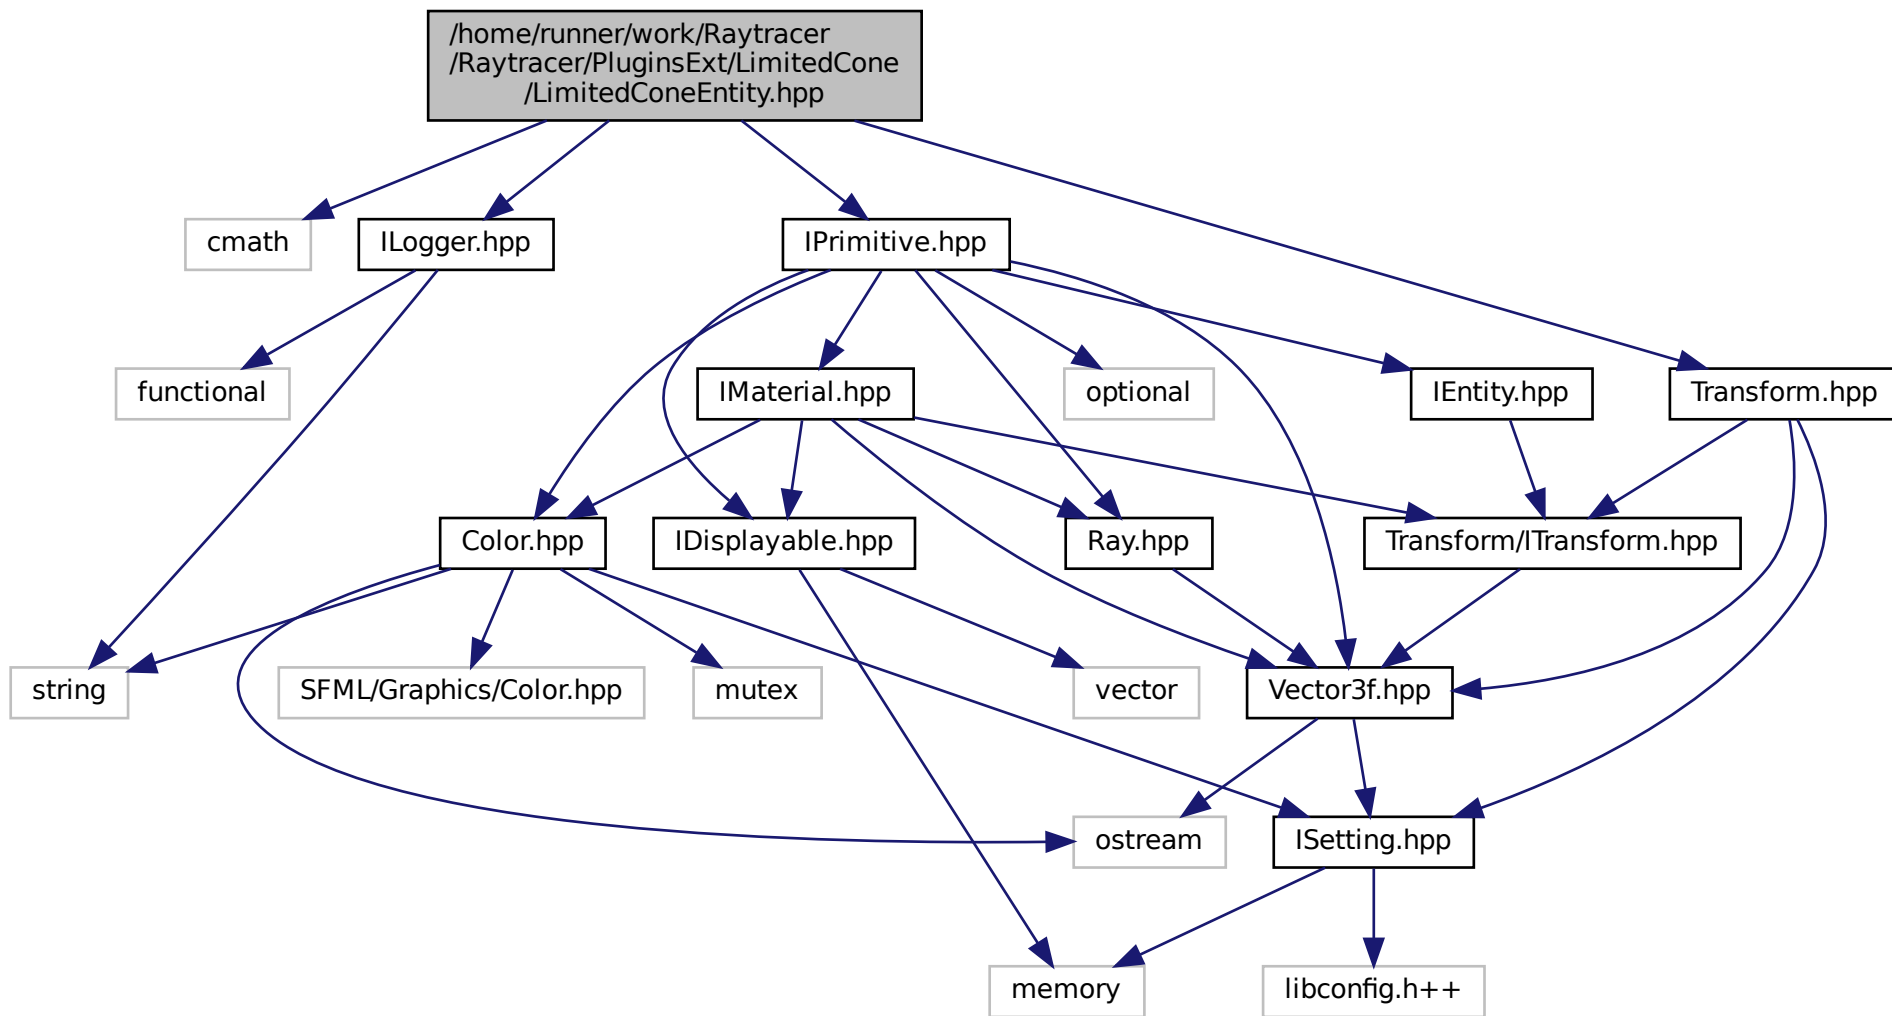 /home/runner/work/Raytracer
/Raytracer/PluginsExt/LimitedCone
/LimitedConeEntity.hpp
cmath
ILogger.hpp
IPrimitive.hpp
functional
IMaterial.hpp
optional
IEntity.hpp
Transform.hpp
Color.hpp
IDisplayable.hpp
Ray.hpp
Transform/ITransform.hpp
string
SFML/Graphics/Color.hpp
mutex
vector
Vector3f.hpp
ostream
ISetting.hpp
memory
libconfig.h++